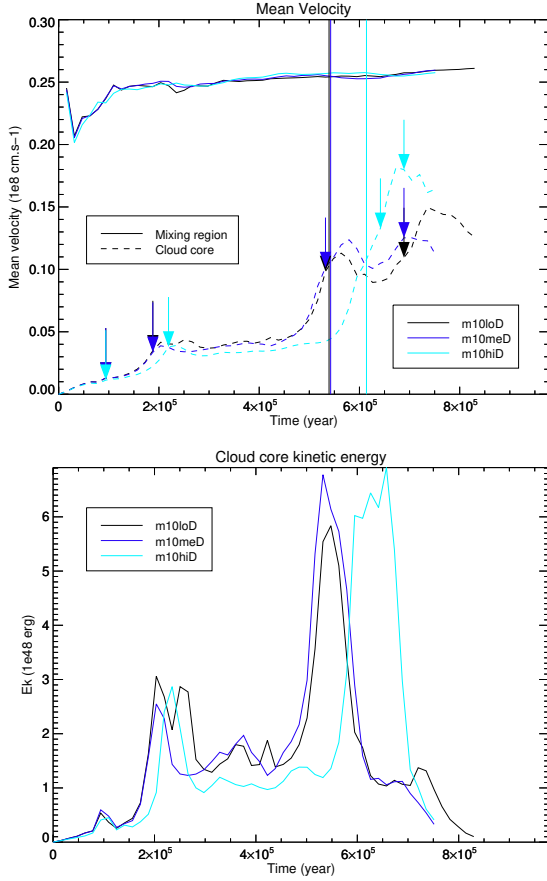 Mean Velocity
0.30
0.25
0.20
0.15
0.10
0.05
0.00
Mean velocity (1e8 cm.s−1)
Mixing region
Cloud core
m10loD
m10meD
m10hiD
0 2×10⁵ 4×10⁵ 6×10⁵ 8×10⁵
Time (year)
Cloud core kinetic energy
6
5
4
3
2
1
0
Ek (1e48 erg)
m10loD
m10meD
m10hiD
0 2×10⁵ 4×10⁵ 6×10⁵ 8×10⁵
Time (year)